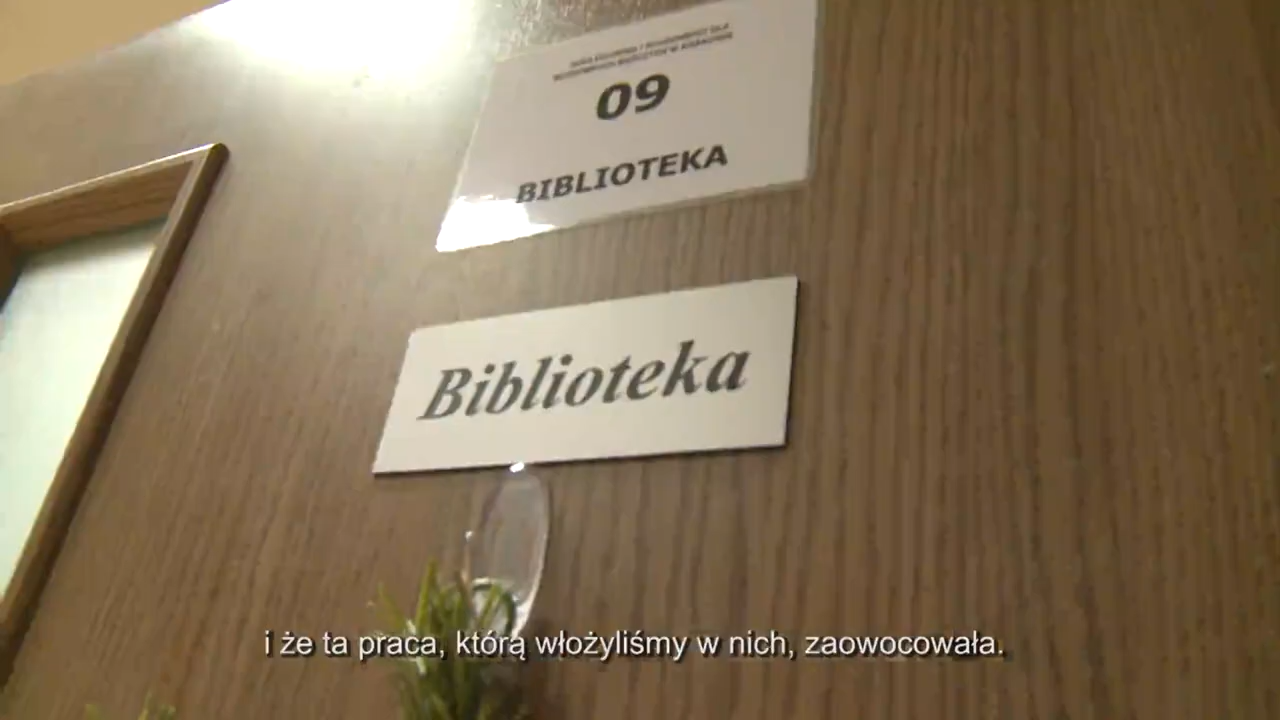 09
BIBLIOTEKA
Biblioteka
i że ta praca, którą włożyliśmy w nich, zaowocowała.